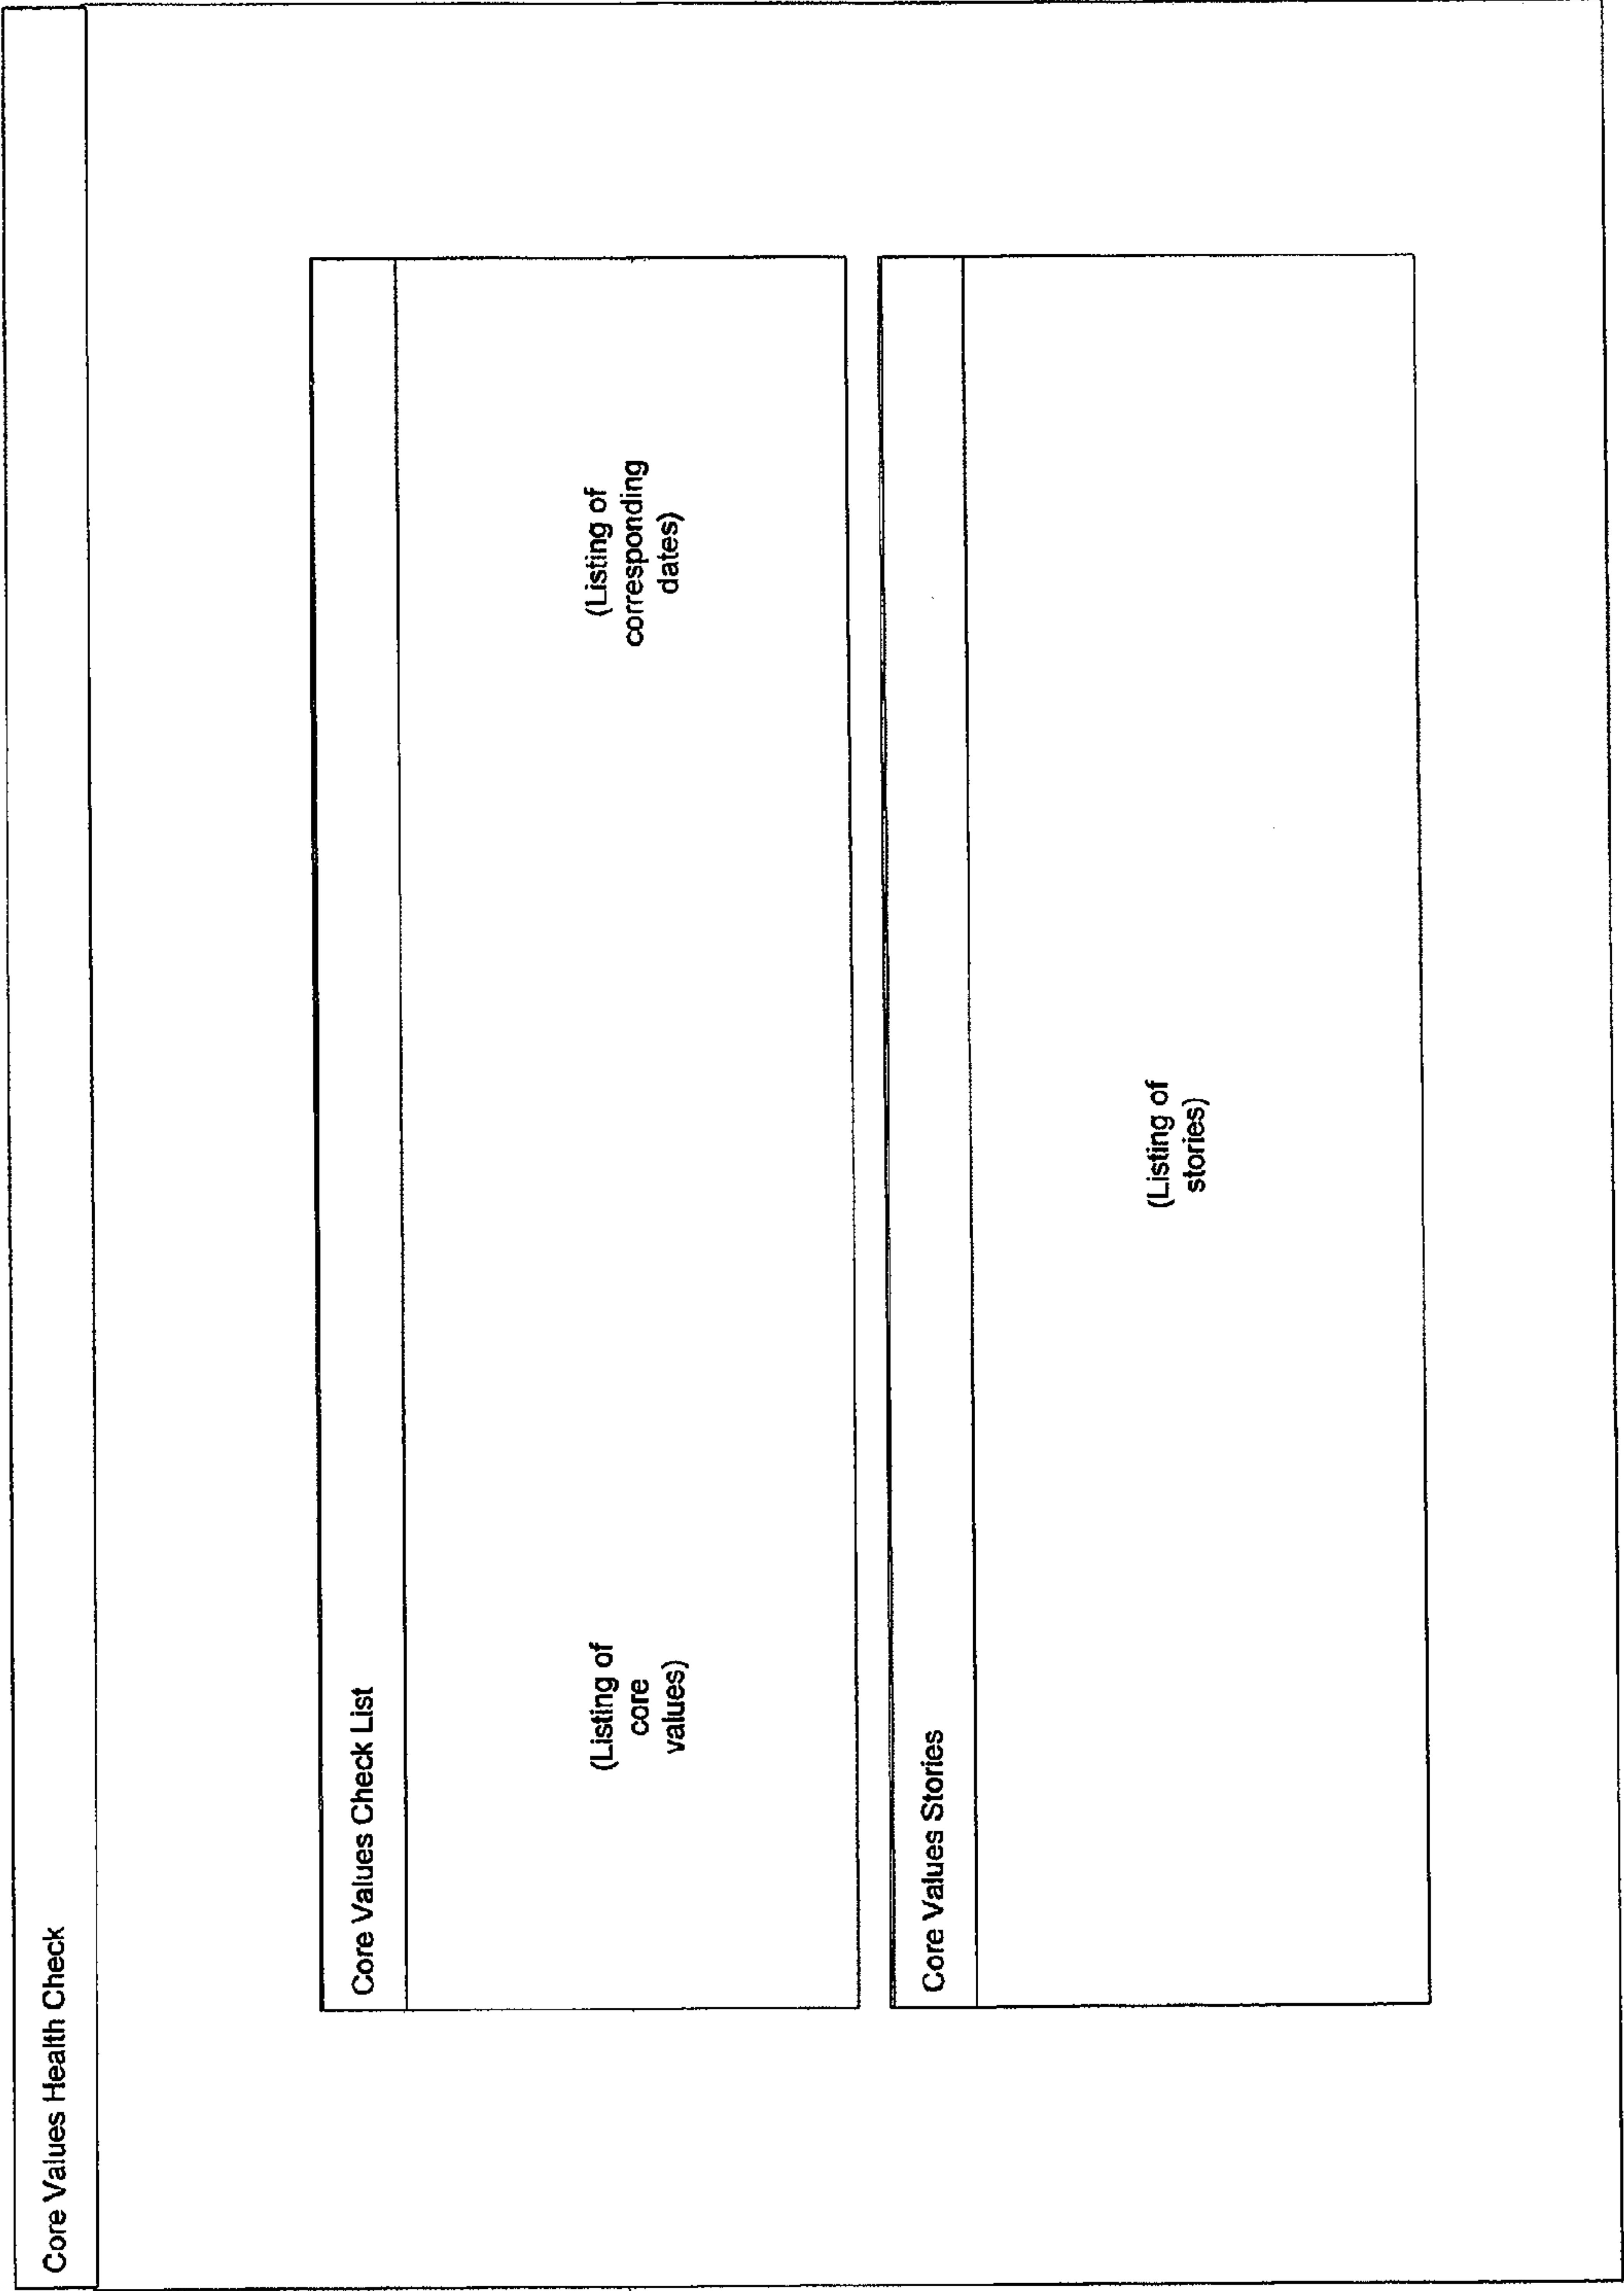 Core Values Health Check
Core Values Check List
(Listing of
core
values)
(Listing of
corresponding
dates)
Core Values Stories
(Listing of
stories)